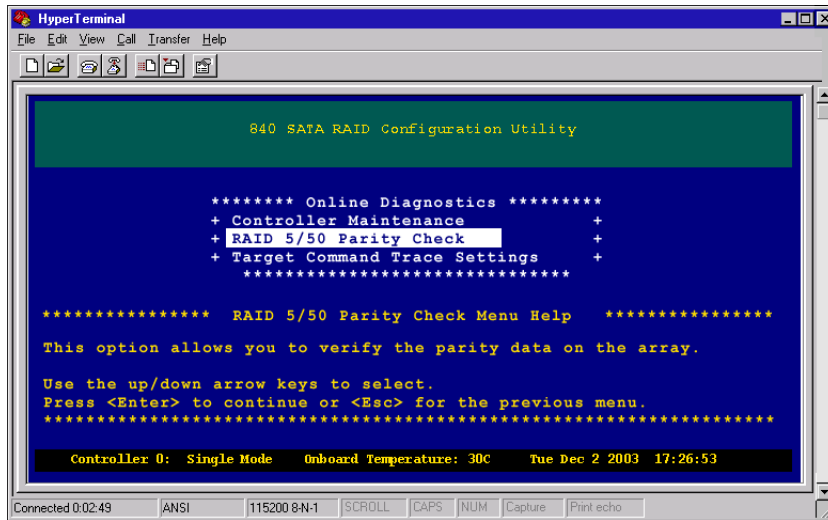 HyperTerminal
File Edit View Call Transfer Help
840 SATA RAID Configuration Utility
******** Online Diagnostics *********
+ Controller Maintenance +
+ RAID 5/50 Parity Check +
+ Target Command Trace Settings +
*******************************
**************** RAID 5/50 Parity Check Menu Help ****************
This option allows you to verify the parity data on the array.
Use the up/down arrow keys to select.
Press <Enter> to continue or <Esc> for the previous menu.
**********************************************************************
Controller 0: Single Mode Onboard Temperature: 30C Tue Dec 2 2003 17:26:53
Connected 0:02:49 ANSI 115200 8-N-1 SCROLL CAPS NUM Capture Print echo